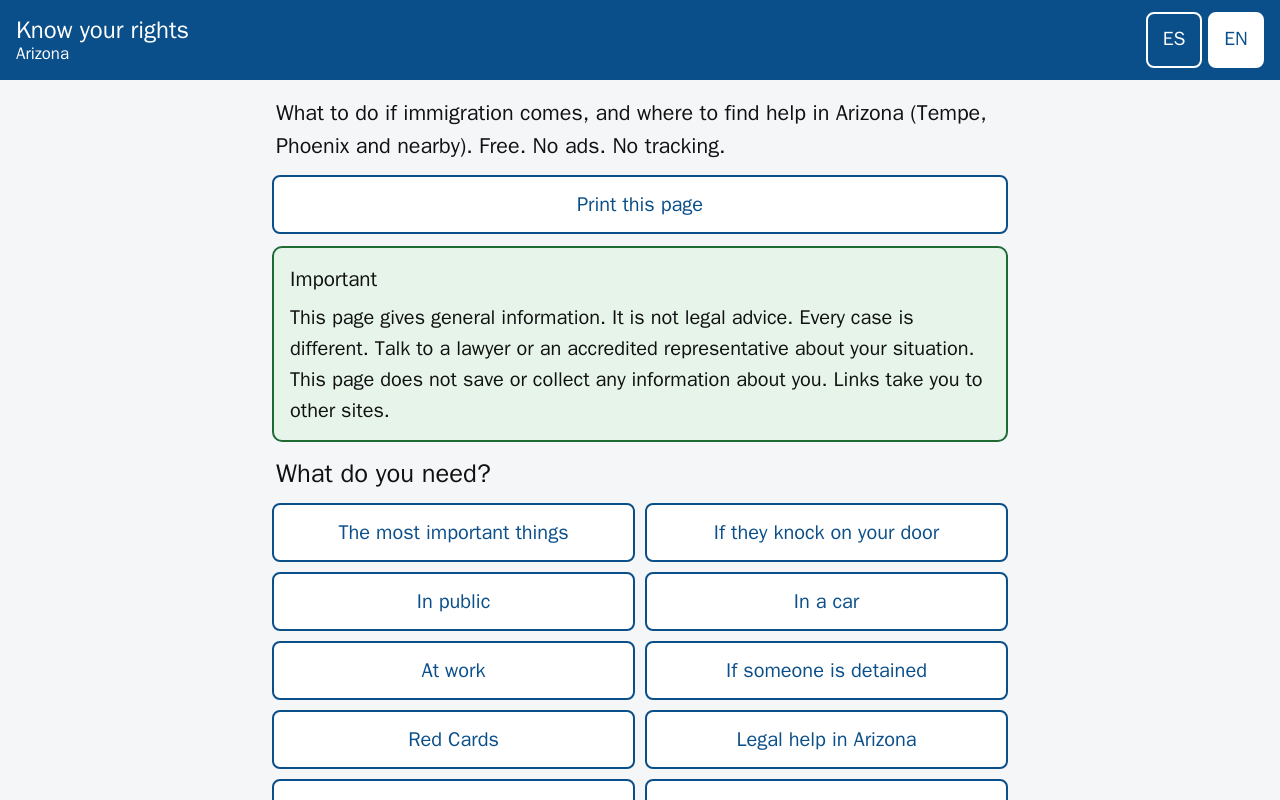 Know your rights
Arizona
ES
EN
What to do if immigration comes, and where to find help in Arizona (Tempe,
Phoenix and nearby). Free. No ads. No tracking.
Print this page
Important
This page gives general information. It is not legal advice. Every case is
different. Talk to a lawyer or an accredited representative about your situation.
This page does not save or collect any information about you. Links take you to
other sites.
What do you need?
The most important things
If they knock on your door
In public
In a car
At work
If someone is detained
Red Cards
Legal help in Arizona